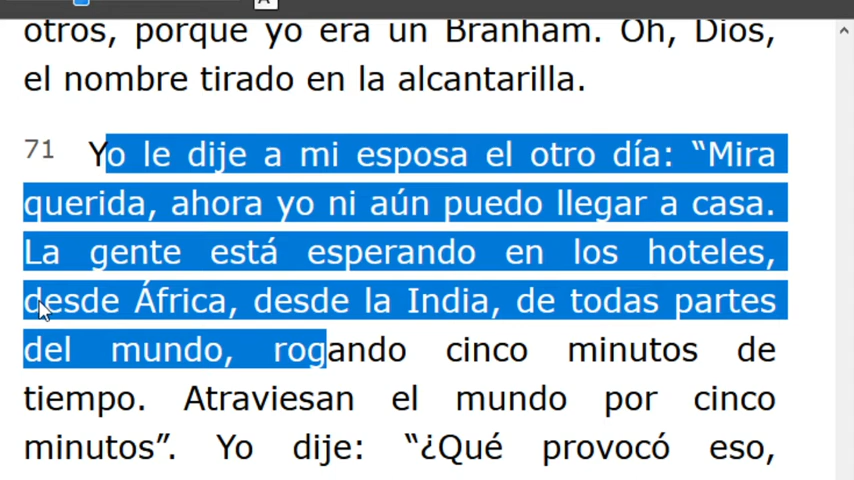 otros, porque yo era un Branham. Oh, Dios,
el nombre tirado en la alcantarilla.
71 Yo le dije a mi esposa el otro día: “Mira
querida, ahora yo ni aún puedo llegar a casa.
La gente está esperando en los hoteles,
desde África, desde la India, de todas partes
del mundo, rogando cinco minutos de
tiempo. Atraviesan el mundo por cinco
minutos”. Yo dije: “¿Qué provocó eso,